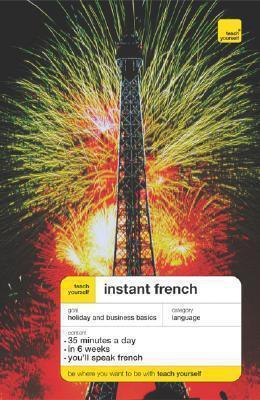 teach
yourself
teach
yourself
instant french
goal
holiday and business basics
category
language
content
- 35 minutes a day
- in 6 weeks
- you'll speak french
be where you want to be with teach yourself